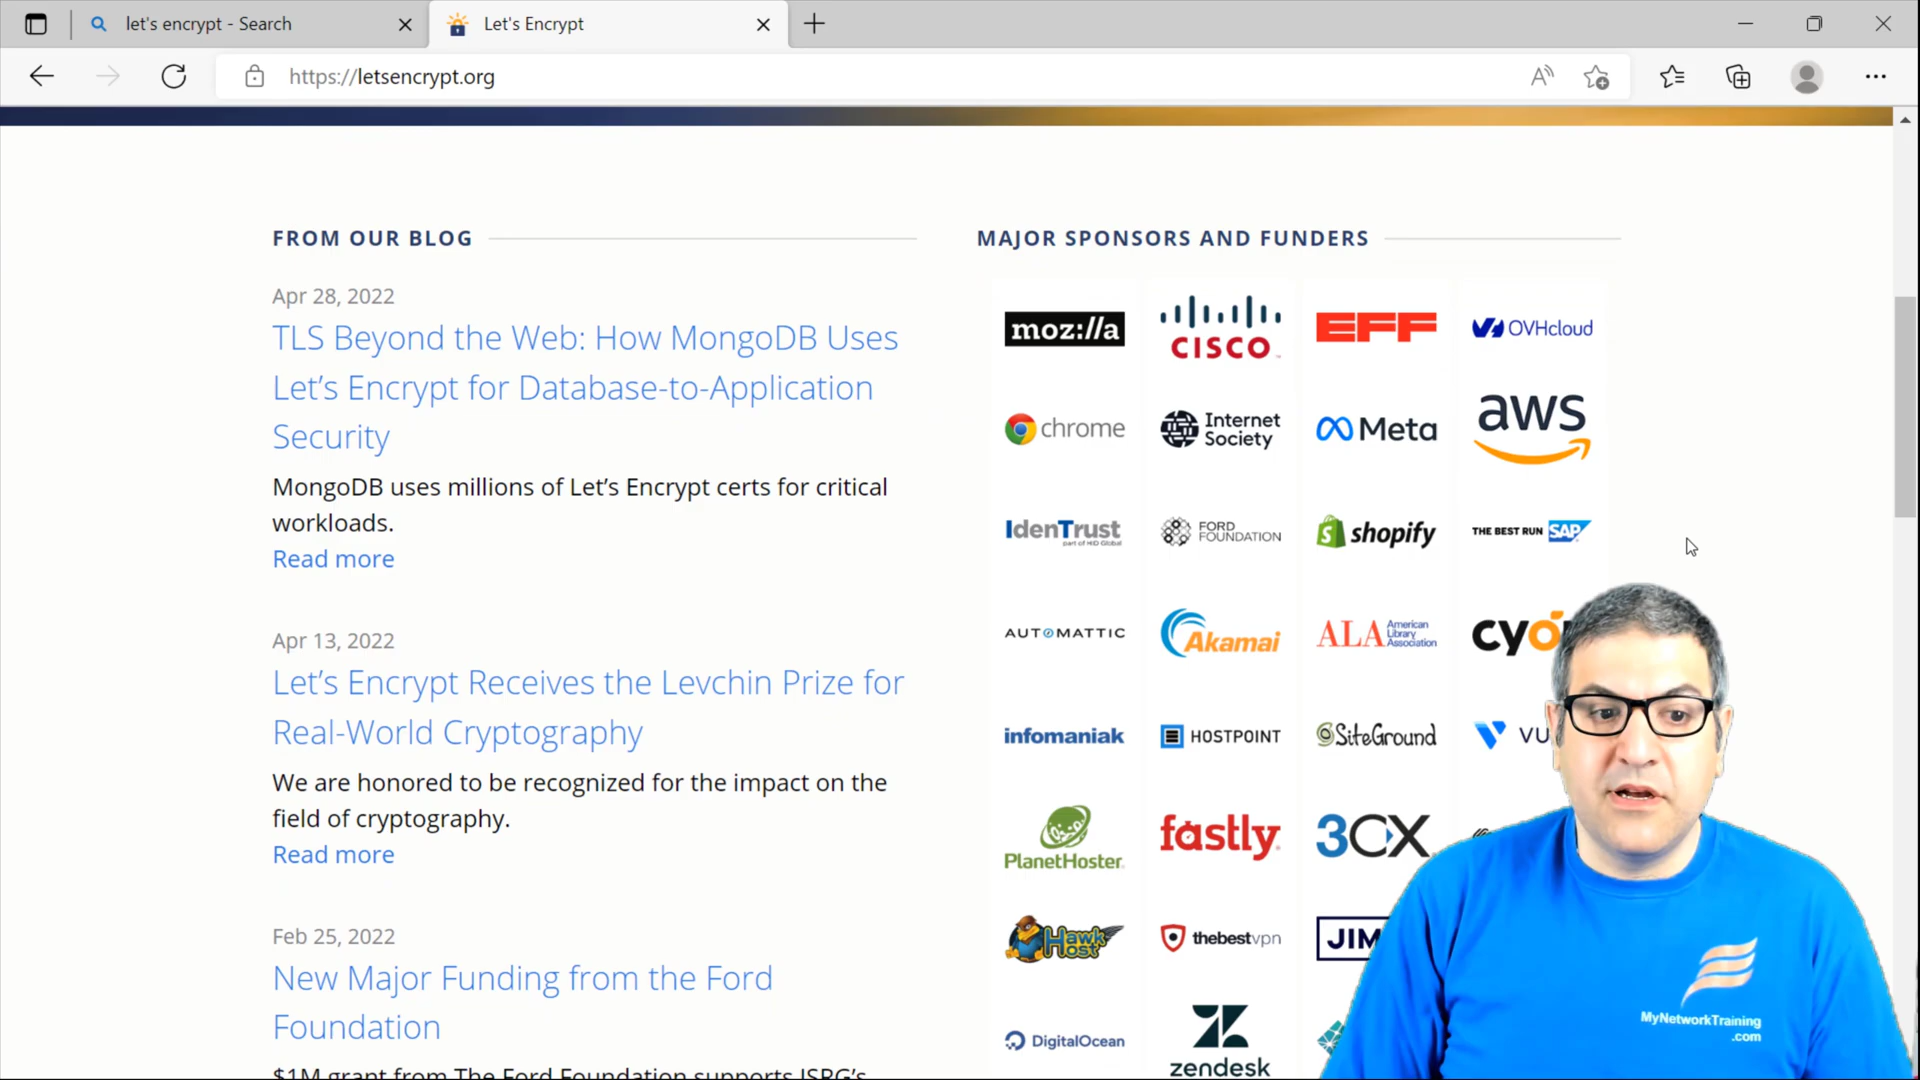 let's encrypt - Search
Let's Encrypt
https://letsencrypt.org
FROM OUR BLOG
Apr 28, 2022
TLS Beyond the Web: How MongoDB Uses
Let’s Encrypt for Database-to-Application
Security
MongoDB uses millions of Let’s Encrypt certs for critical
workloads.
Read more
Apr 13, 2022
Let’s Encrypt Receives the Levchin Prize for
Real-World Cryptography
We are honored to be recognized for the impact on the
field of cryptography.
Read more
Feb 25, 2022
New Major Funding from the Ford
Foundation
$1M grant from The Ford Foundation supports ISRG’s
MAJOR SPONSORS AND FUNDERS
moz://a
CISCO
EFF
OVHcloud
chrome
Internet
Society
Meta
aws
IdenTrust
part of HID Global
FORD
FOUNDATION
shopify
THE BEST RUN SAP
AUTOMATTIC
Akamai
ALA American
Library
Association
cyo
infomaniak
HOSTPOINT
SiteGround
VU
PlanetHoster
fastly
3CX
Hawk
Host
thebestvpn
JIM
DigitalOcean
zendesk
MyNetworkTraining
.com